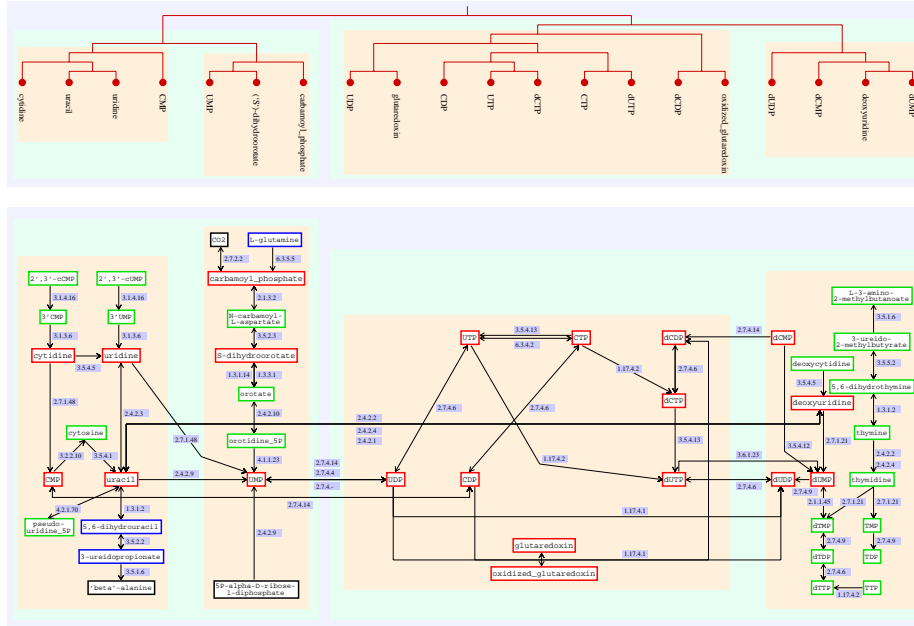 cytidine
uracil
uridine
CMP
UMP
('S')-dihydroorotate
carbamoyl_phosphate
UDP
glutaredoxin
CDP
UTP
dCTP
CTP
dUTP
dCDP
oxidized_glutaredoxin
dUDP
dCMP
deoxyuridine
dUMP
CO2
L-glutamine
2.7.2.2
6.3.5.5
2',3'-cCMP
2',3'-cUMP
carbamoyl_phosphate
L-3-amino-
2-methylbutanoate
3.1.4.16
3.1.4.16
2.1.3.2
3.5.1.6
3'CMP
3'UMP
N-carbamoyl-
L-aspartate
3.1.3.6
3.1.3.6
3.5.2.3
UTP
3.5.4.13
6.3.4.2
CTP
dCDP
2.7.4.14
dCMP
3-ureido-
2-methylbutyrate
cytidine
uridine
3.5.4.5
S-dihydroorotate
1.17.4.2
2.7.4.6
deoxycytidine
3.5.5.2
1.3.1.14
1.3.3.1
3.5.4.5
5,6-dihydrothymine
orotate
dCTP
deoxyuridine
2.7.1.48
2.4.2.3
2.4.2.10
2.7.4.6
2.7.4.6
1.3.1.2
cytosine
2.7.1.48
orotidine_5P
2.4.2.2
2.4.2.4
2.4.2.1
3.5.4.13
3.5.4.12
2.7.1.21
thymine
3.2.2.10
3.5.4.1
4.1.1.23
2.7.4.14
2.7.4.4
2.7.4.-
1.17.4.2
3.6.1.23
2.4.2.2
2.4.2.4
CMP
uracil
2.4.2.9
UMP
UDP
CDP
dUTP
2.7.4.6
dUDP
2.7.4.9
dUMP
thymidine
4.2.1.70
1.3.1.2
2.7.4.14
1.17.4.1
2.1.1.45
2.7.1.21
2.7.1.21
pseudo-
uridine_5P
5,6-dihydrouracil
dTMP
TMP
3.5.2.2
2.4.2.9
glutaredoxin
2.7.4.9
2.7.4.9
3-ureidopropionate
1.17.4.1
dTDP
TDP
3.5.1.6
oxidized_glutaredoxin
2.7.4.6
'beta'-alanine
5P-alpha-D-ribose-
1-diphosphate
dTTP
1.17.4.2
TTP